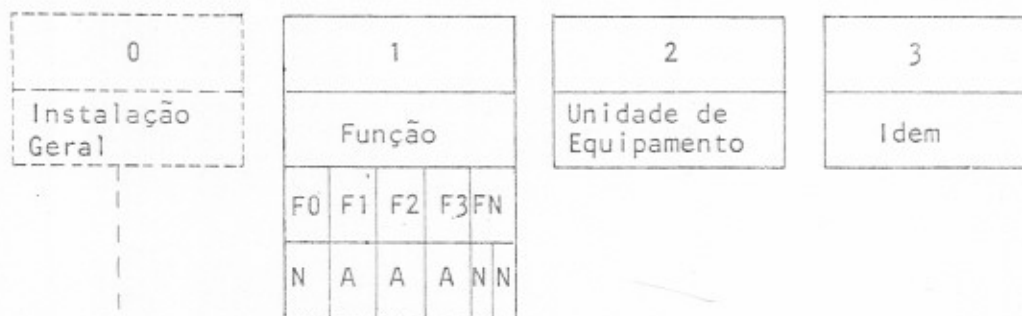 0 1 2 3
Instalação
Geral
Função
Unidade de
Equipamento
Idem
F0 F1 F2 F3 FN
N A A A N N